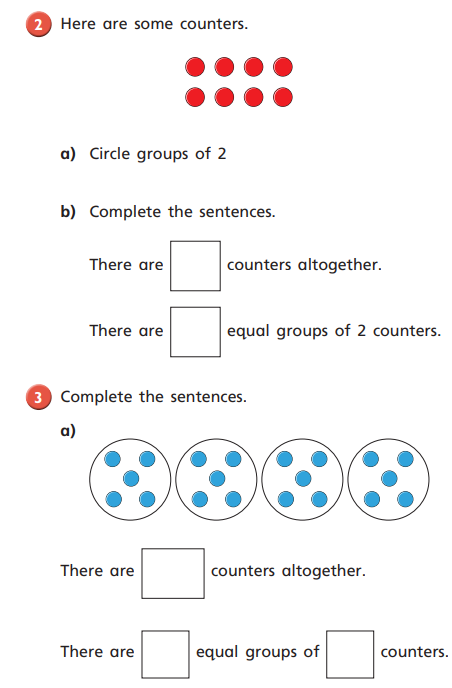 2 Here are some counters.
a) Circle groups of 2
b) Complete the sentences.
There are counters altogether.
There are equal groups of 2 counters.
3 Complete the sentences.
a)
There are counters altogether.
There are equal groups of counters.